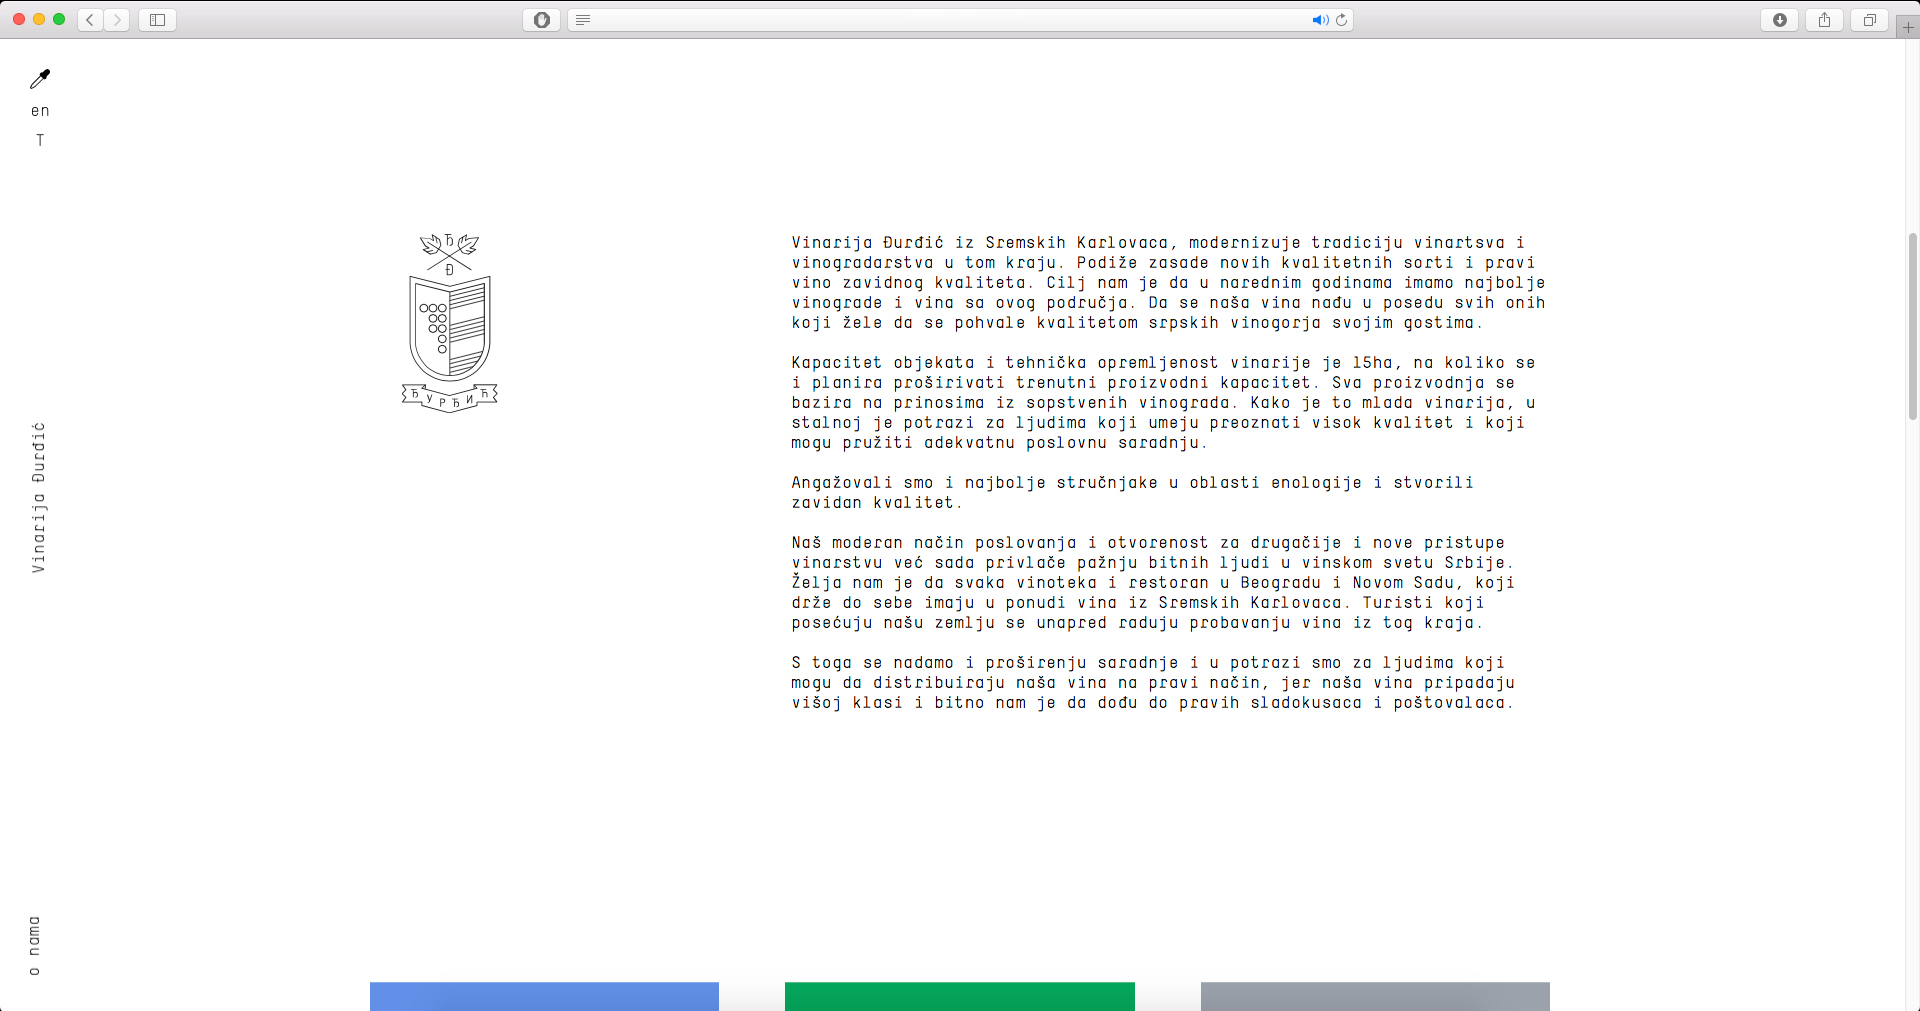 en
T
Vinarija Đurđić
o nama
Ђ
Đ
ЂУРЂИЋ
Vinarija Đurđić iz Sremskih Karlovaca, modernizuje tradiciju vinartsva i
vinogradarstva u tom kraju. Podiže zasade novih kvalitetnih sorti i pravi
vino zavidnog kvaliteta. Cilj nam je da u narednim godinama imamo najbolje
vinograde i vina sa ovog područja. Da se naša vina nađu u posedu svih onih
koji žele da se pohvale kvalitetom srpskih vinogorja svojim gostima.
Kapacitet objekata i tehnička opremljenost vinarije je 15ha, na koliko se
i planira proširivati trenutni proizvodni kapacitet. Sva proizvodnja se
bazira na prinosima iz sopstvenih vinograda. Kako je to mlada vinarija, u
stalnoj je potrazi za ljudima koji umeju preoznati visok kvalitet i koji
mogu pružiti adekvatnu poslovnu saradnju.
Angažovali smo i najbolje stručnjake u oblasti enologije i stvorili
zavidan kvalitet.
Naš moderan način poslovanja i otvorenost za drugačije i nove pristupe
vinarstvu već sada privlače pažnju bitnih ljudi u vinskom svetu Srbije.
Želja nam je da svaka vinoteka i restoran u Beogradu i Novom Sadu, koji
drže do sebe imaju u ponudi vina iz Sremskih Karlovaca. Turisti koji
posećuju našu zemlju se unapred raduju probavanju vina iz tog kraja.
S toga se nadamo i proširenju saradnje i u potrazi smo za ljudima koji
mogu da distribuiraju naša vina na pravi način, jer naša vina pripadaju
višoj klasi i bitno nam je da dođu do pravih sladokusaca i poštovalaca.